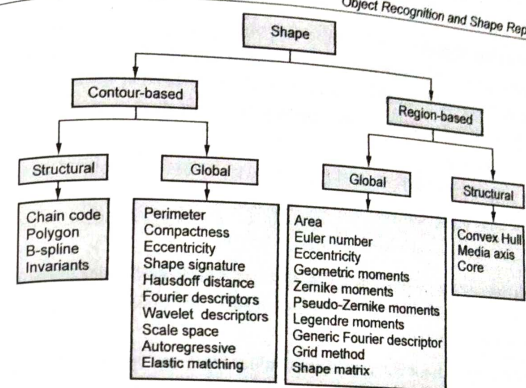 Object Recognition and Shape
Shape
Contour-based
Region-based
Structural
Global
Global
Structural
Chain code
Polygon
B-spline
Invariants
Perimeter
Compactness
Eccentricity
Shape signature
Hausdoff distance
Fourier descriptors
Wavelet descriptors
Scale space
Autoregressive
Elastic matching
Area
Euler number
Eccentricity
Geometric moments
Zernike moments
Pseudo-Zernike moments
Legendre moments
Generic Fourier descriptor
Grid method
Shape matrix
Convex Hull
Media axis
Core